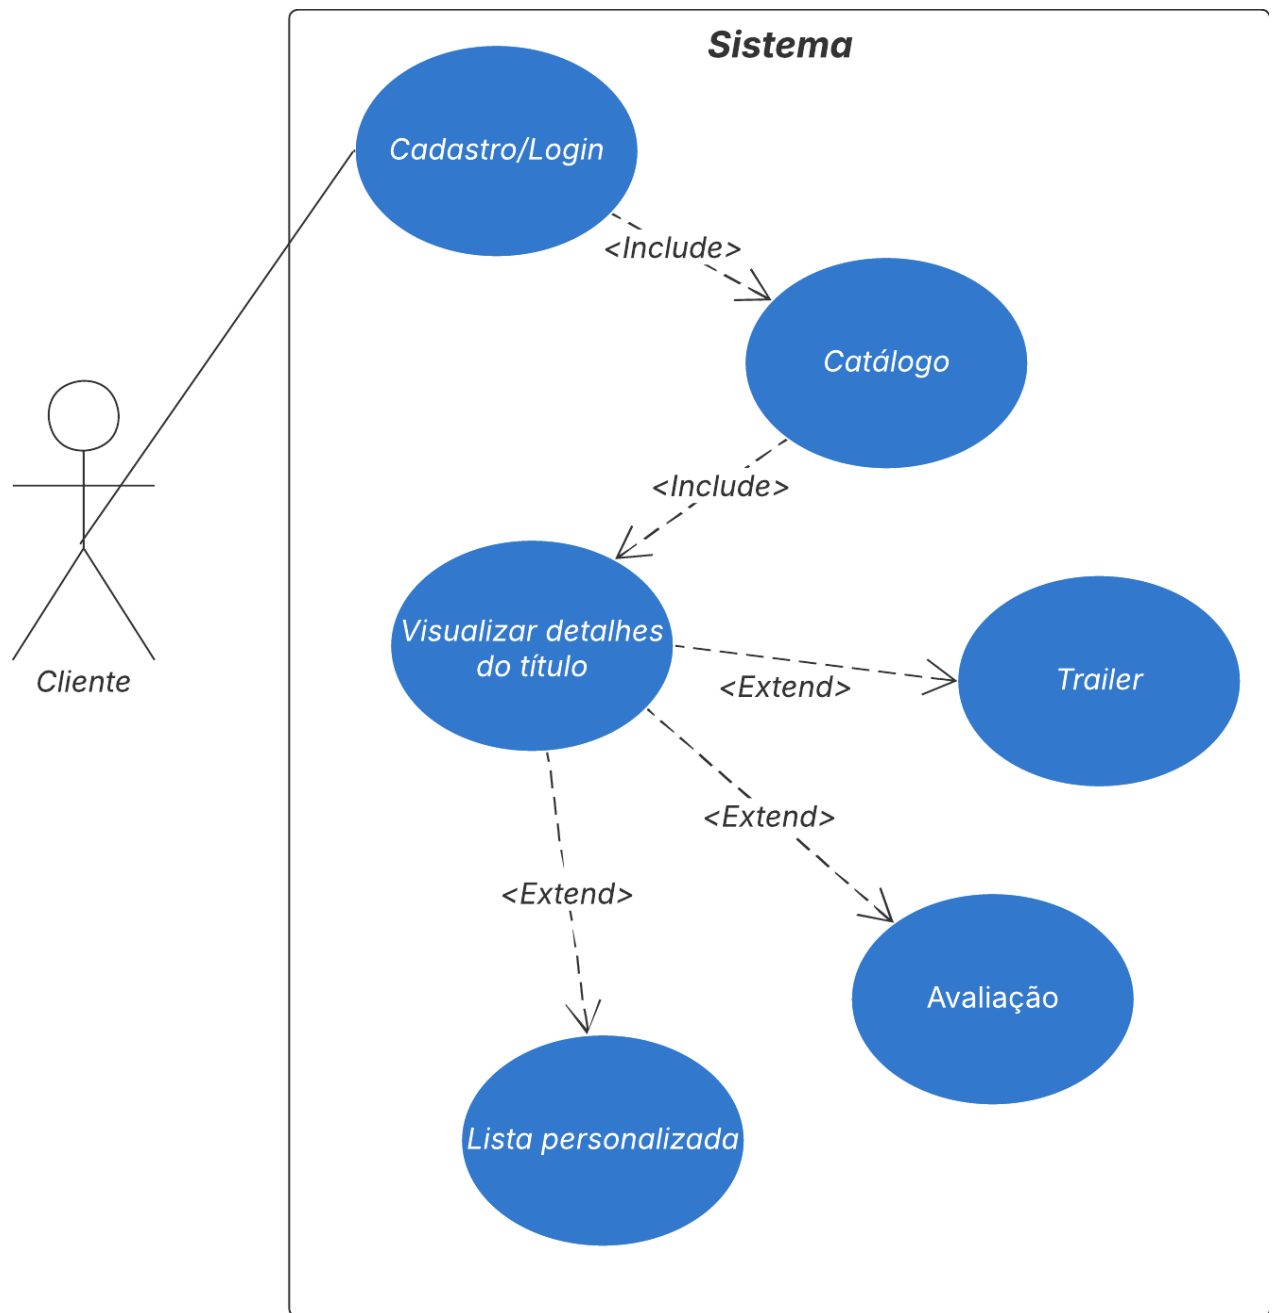 Sistema
Cadastro/Login
<Include>
Catálogo
<Include>
Visualizar detalhes
do título
<Extend>
Trailer
Cliente
<Extend>
<Extend>
Avaliação
Lista personalizada